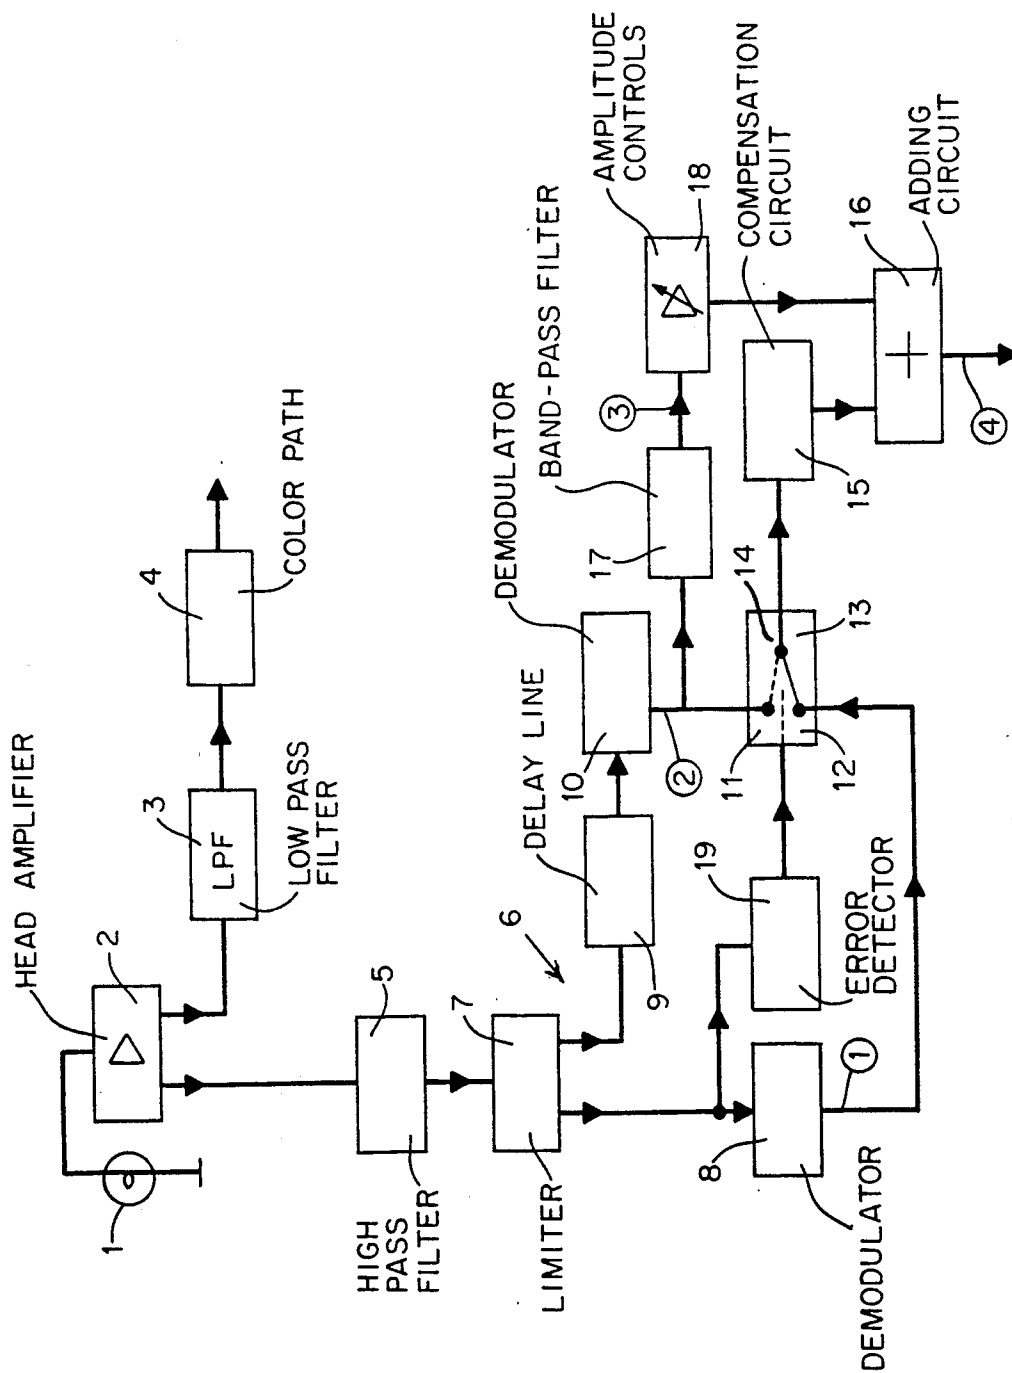 HEAD AMPLIFIER
1
2
3
LPF
LOW PASS
FILTER
4
COLOR PATH
HIGH
PASS
FILTER
5
LIMITER
7
6
9
DELAY LINE
10
DEMODULATOR
2
17
BAND-PASS FILTER
3
AMPLITUDE
CONTROLS
18
8
DEMODULATOR
1
19
ERROR
DETECTOR
11
12
14
13
15
COMPENSATION
CIRCUIT
16
+
ADDING
CIRCUIT
4